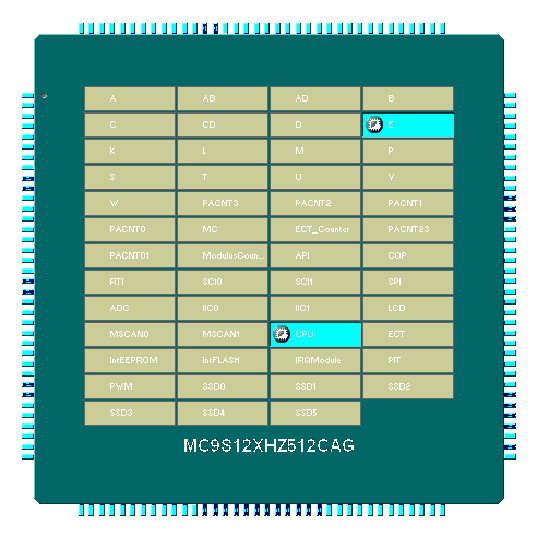 A AB AD B
C CD D E
K L M P
S T U V
W PACNT3 PACNT2 PACNT1
PACNT0 MC ECT_Counter PACNT23
PACNT01 ModulusCoun... API COP
RTI SCI0 SCI1 SPI
ADC IIC0 IIC1 LCD
MSCAN0 MSCAN1 CPU ECT
IntEEPROM IntFLASH IRQModule PIT
PWM SSD0 SSD1 SSD2
SSD3 SSD4 SSD5
MC9S12XHZ512CAG